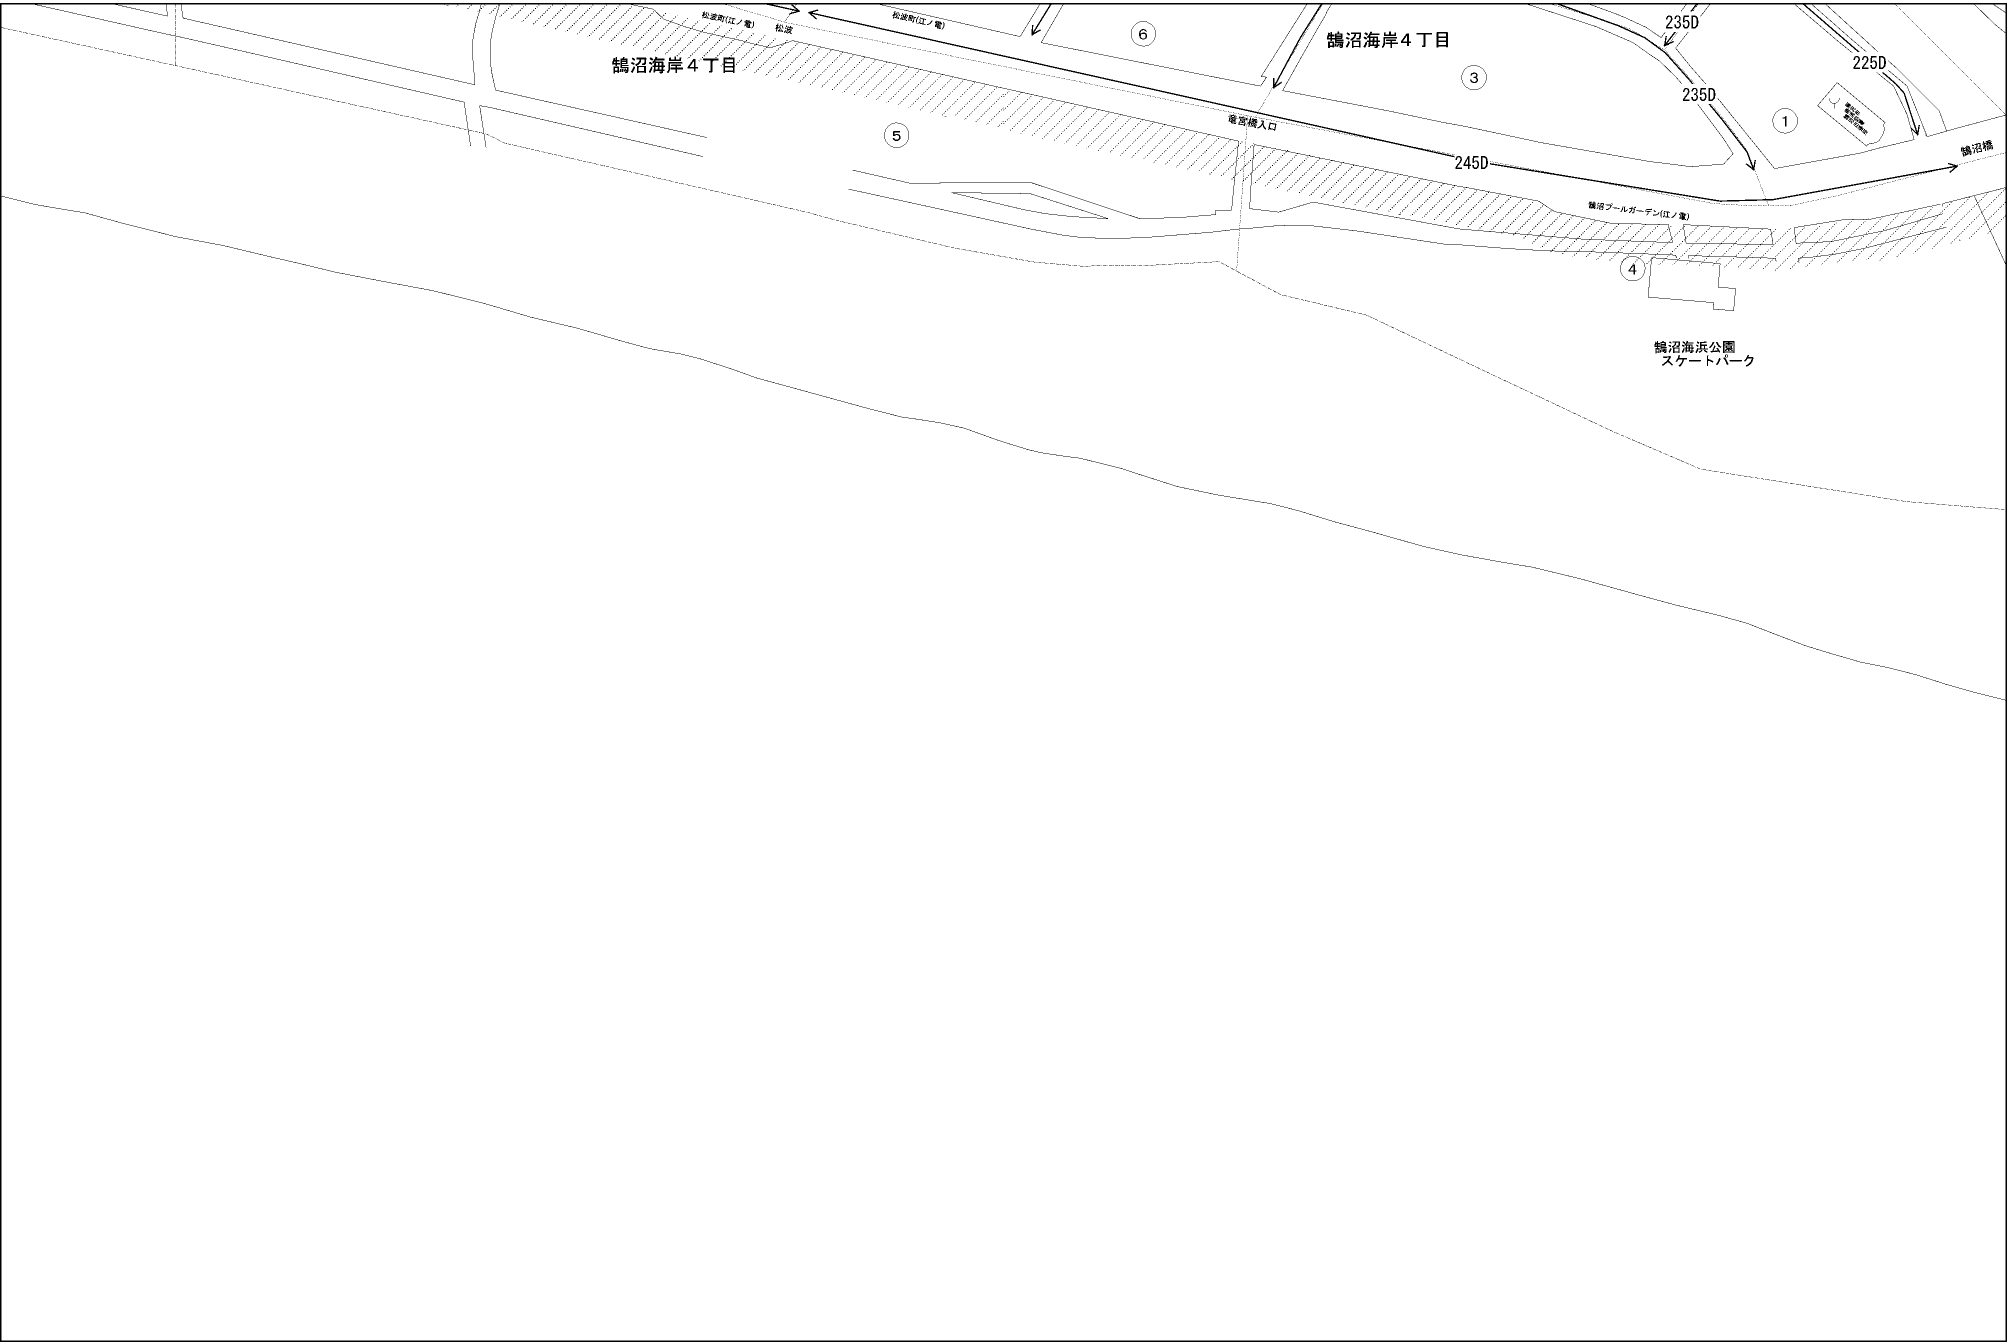 松波町(江ノ電)
松波
松波町(江ノ電)
鵠沼海岸４丁目
⑥
鵠沼海岸４丁目
③
235D
235D
225D
①
⑤
竜宮橋入口
245D
鵠沼橋
鵠沼プールガーデン(江ノ電)
④
鵠沼海浜公園
スケートパーク